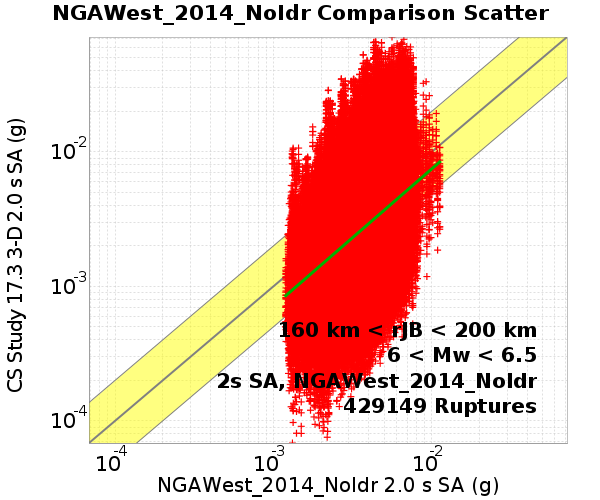 NGAWest_2014_NoIdr Comparison Scatter
CS Study 17.3 3-D 2.0 s SA (g)
10-2
10-3
10-4
160 km < rJB < 200 km
6 < Mw < 6.5
2s SA, NGAWest_2014_NoIdr
429149 Ruptures
10-4 10-3 10-2
NGAWest_2014_NoIdr 2.0 s SA (g)